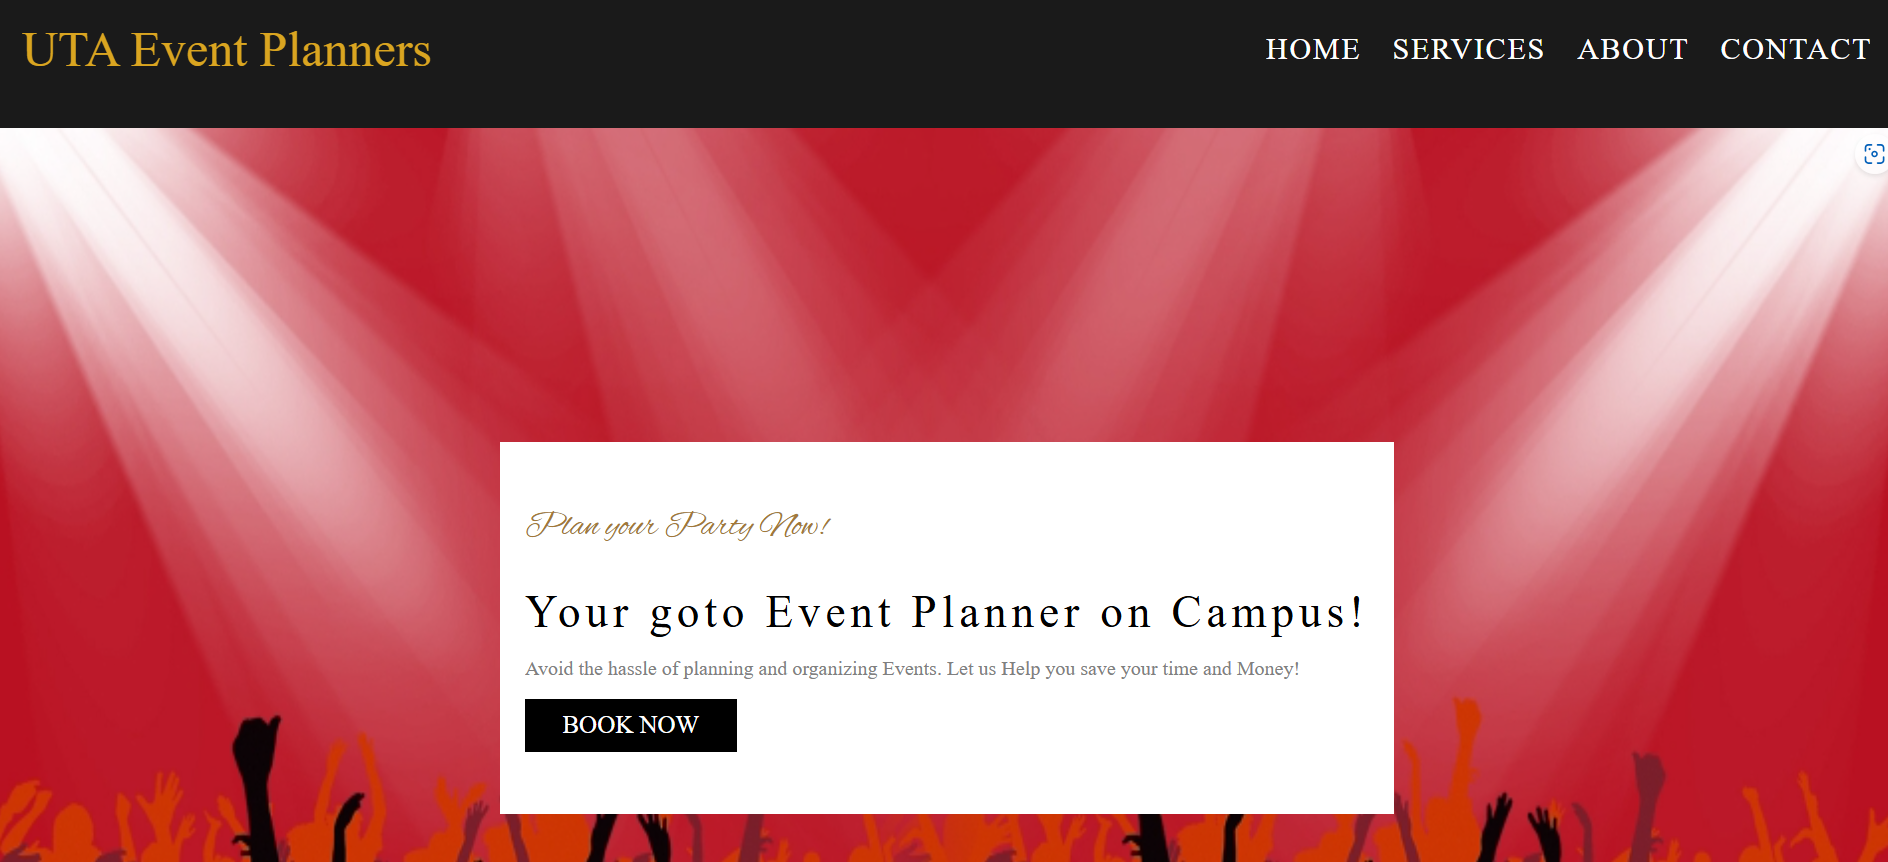 UTA Event Planners
HOME SERVICES ABOUT CONTACT
Plan your Party Now!
Your goto Event Planner on Campus!
Avoid the hassle of planning and organizing Events. Let us Help you save your time and Money!
BOOK NOW